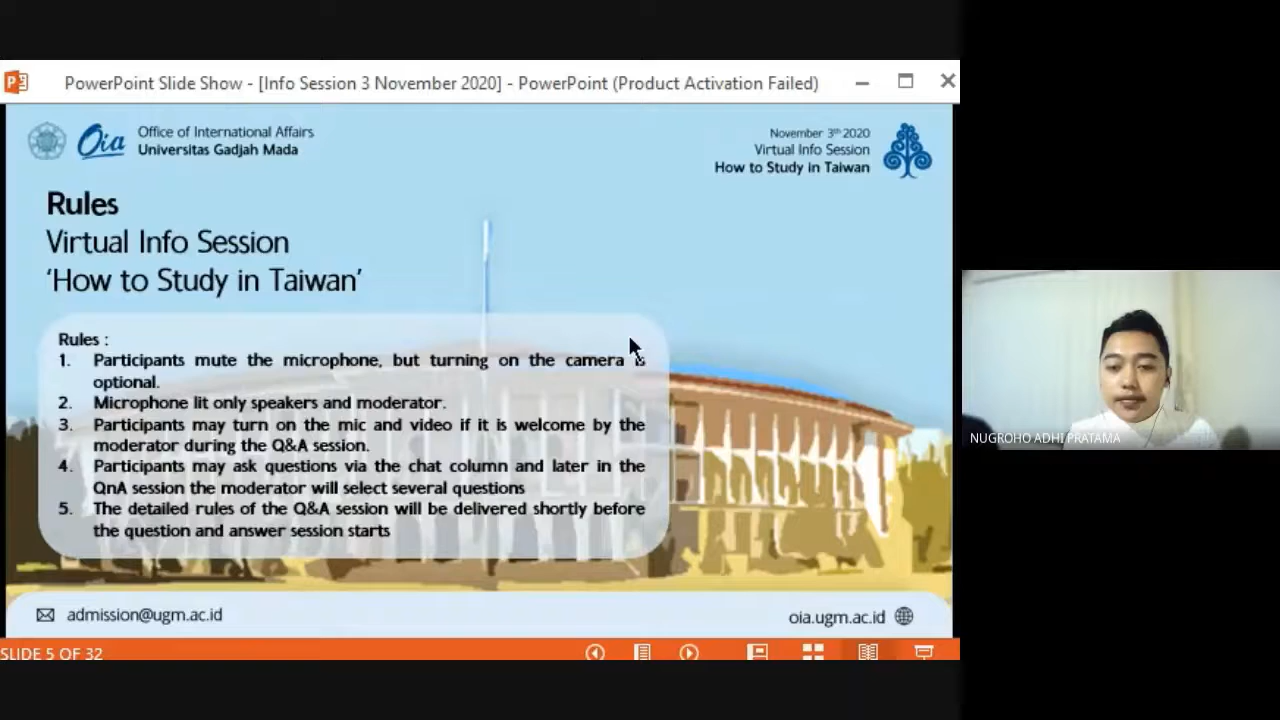 PowerPoint Slide Show - [Info Session 3 November 2020] - PowerPoint (Product Activation Failed)
Oia
Office of International Affairs
Universitas Gadjah Mada
November 3th 2020
Virtual Info Session
How to Study in Taiwan
Rules
Virtual Info Session
‘How to Study in Taiwan’
Rules :
1. Participants mute the microphone, but turning on the camera is
optional.
2. Microphone lit only speakers and moderator.
3. Participants may turn on the mic and video if it is welcome by the
moderator during the Q&A session.
4. Participants may ask questions via the chat column and later in the
QnA session the moderator will select several questions
5. The detailed rules of the Q&A session will be delivered shortly before
the question and answer session starts
NUGROHO ADHI PRATAMA
admission@ugm.ac.id
oia.ugm.ac.id
SLIDE 5 OF 32